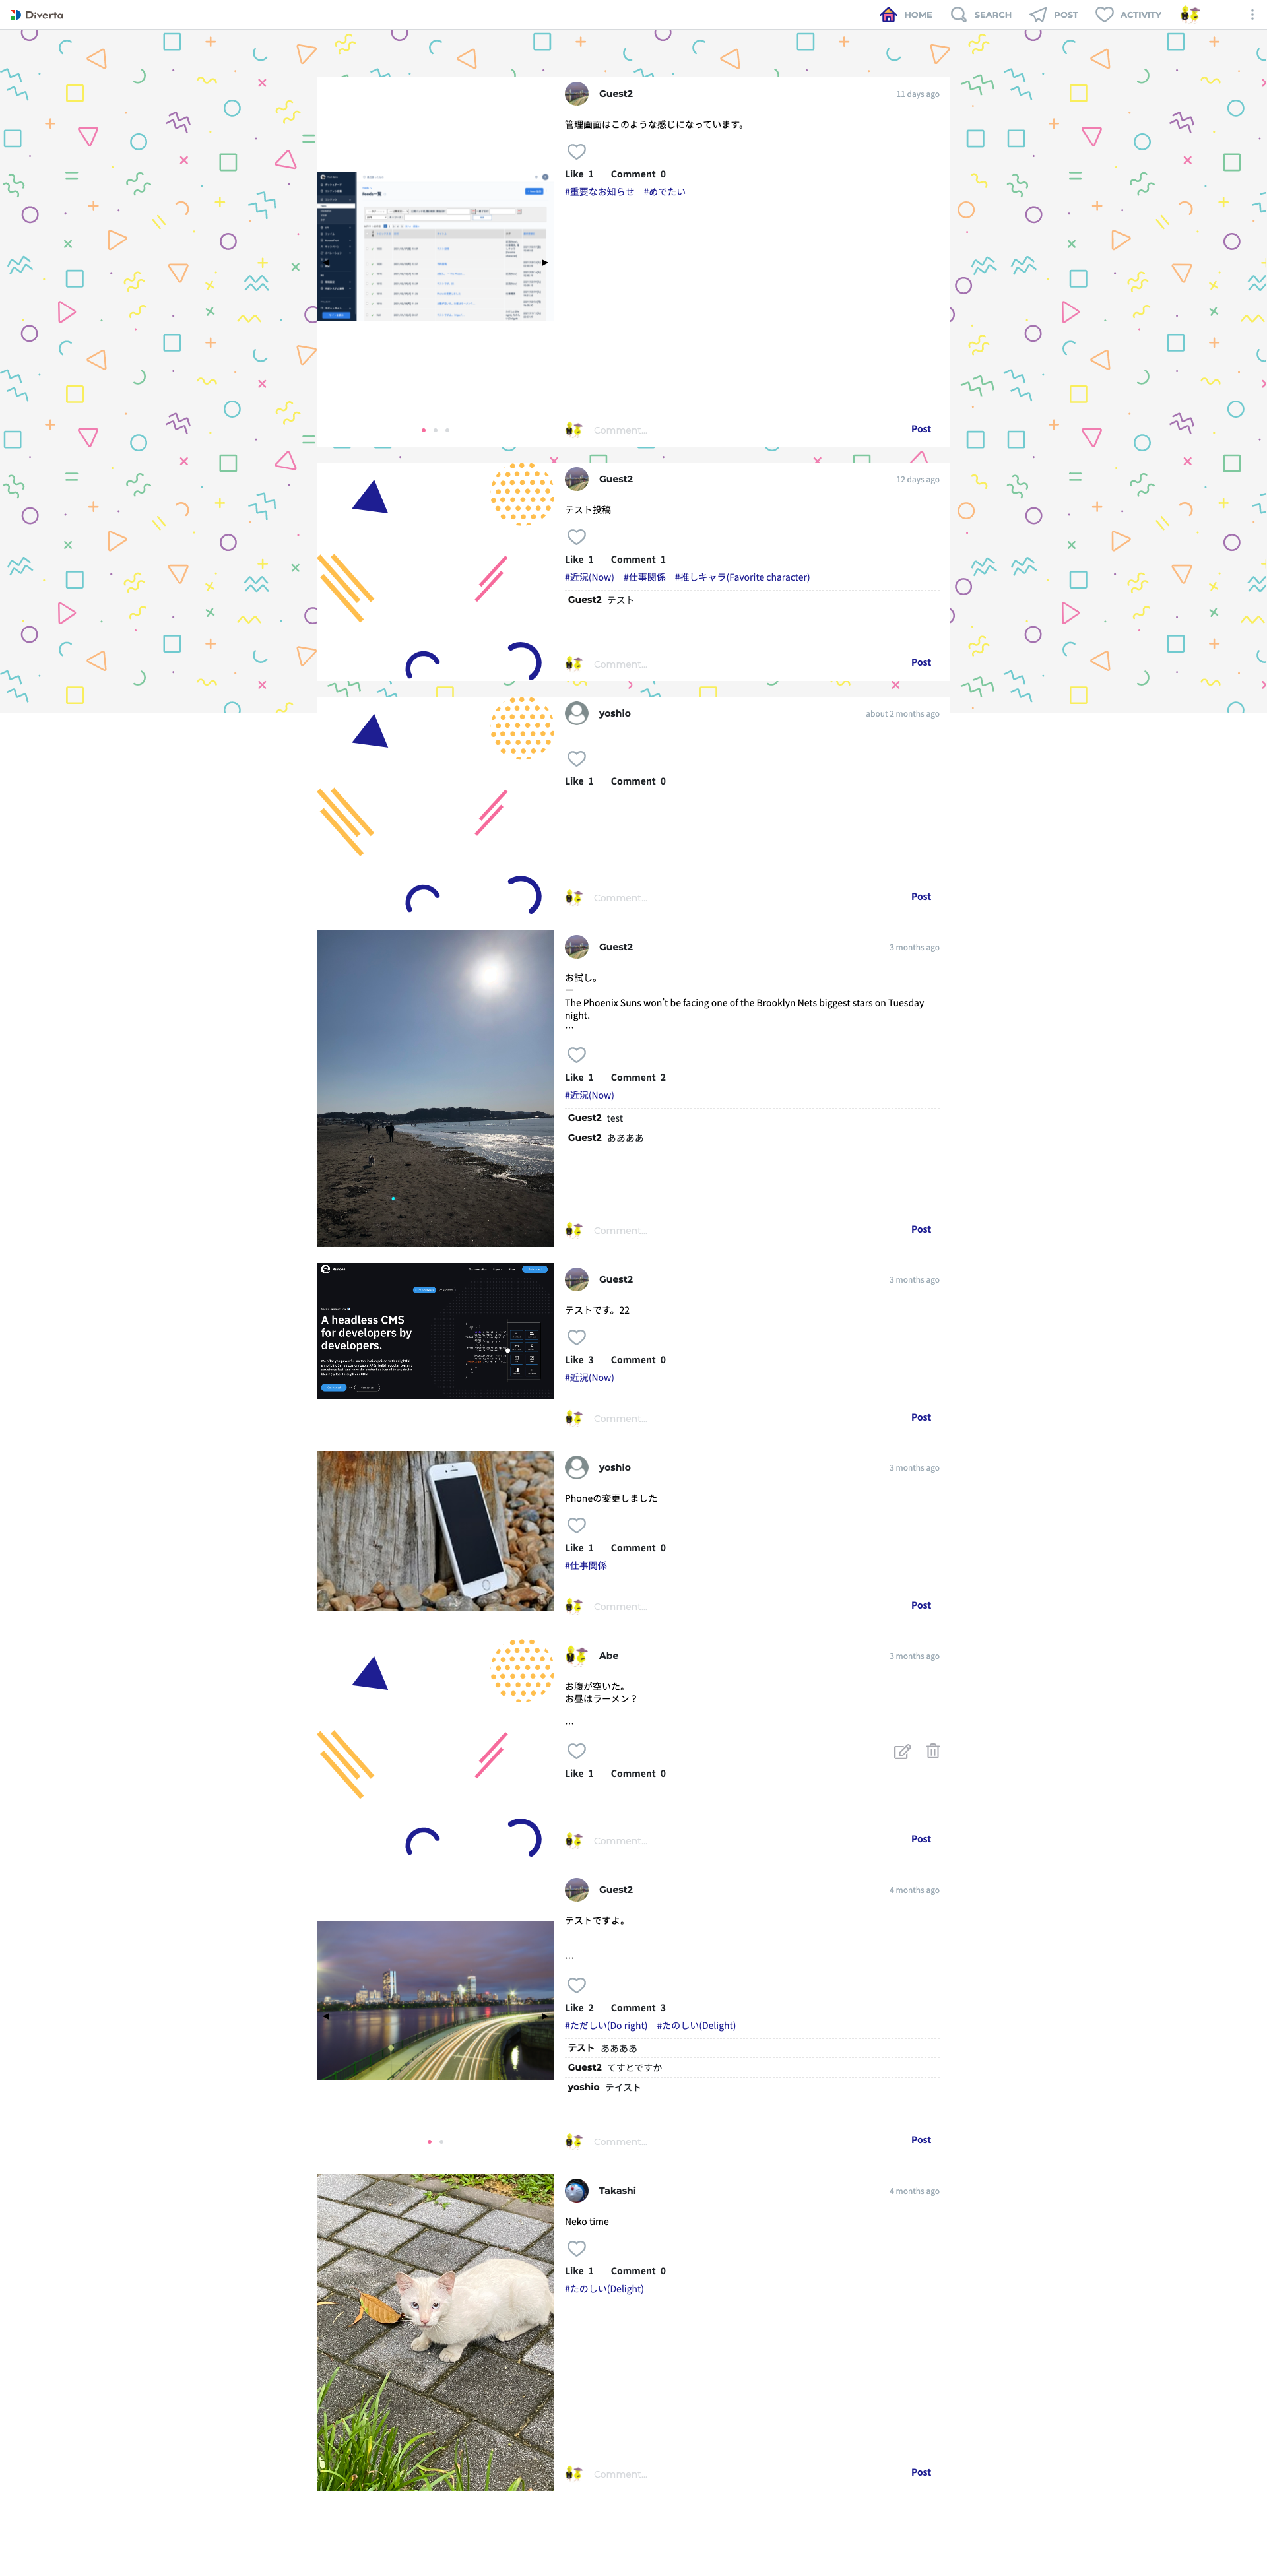 Diverta
HOME
SEARCH
POST
ACTIVITY
Guest2
11 days ago
管理画面はこのような感じになっています。
Like 1 Comment 0
#重要なお知らせ #めでたい
Comment...
Post
Guest2
12 days ago
テスト投稿
Like 1 Comment 1
#近況(Now) #仕事関係 #推しキャラ(Favorite character)
Guest2 テスト
Comment...
Post
yoshio
about 2 months ago
Like 1 Comment 0
Comment...
Post
Guest2
3 months ago
お試し。
ー
The Phoenix Suns won't be facing one of the Brooklyn Nets biggest stars on Tuesday
night.
…
Like 1 Comment 2
#近況(Now)
Guest2 test
Guest2 ああああ
Comment...
Post
A headless CMS
for developers by
developers.
Guest2
3 months ago
テストです。22
Like 3 Comment 0
#近況(Now)
Comment...
Post
yoshio
3 months ago
Phoneの変更しました
Like 1 Comment 0
#仕事関係
Comment...
Post
Abe
3 months ago
お腹が空いた。
お昼はラーメン？
…
Like 1 Comment 0
Comment...
Post
Guest2
4 months ago
テストですよ。
…
Like 2 Comment 3
#ただしい(Do right) #たのしい(Delight)
テスト ああああ
Guest2 てすとですか
yoshio テイスト
Comment...
Post
Takashi
4 months ago
Neko time
Like 1 Comment 0
#たのしい(Delight)
Comment...
Post